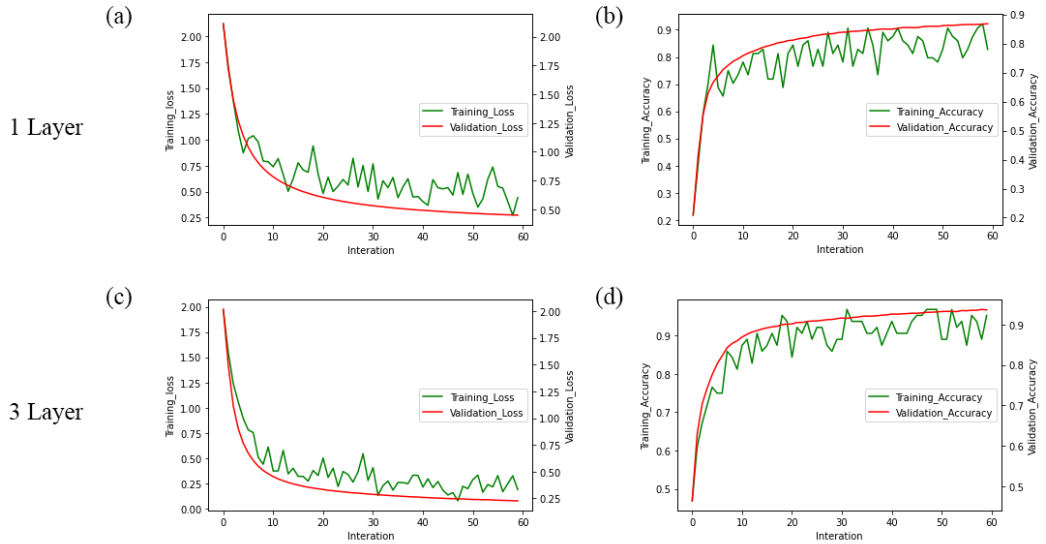 (a)
(b)
1 Layer
Training_loss
2.00
1.75
1.50
1.25
1.00
0.75
0.50
0.25
Training_Loss
Validation_Loss
2.00
1.75
1.50
1.25
1.00
0.75
0.50
Validation_Loss
0 10 20 30 40 50 60
Interation
Training_Accuracy
0.9
0.8
0.7
0.6
0.5
0.4
0.3
0.2
Training_Accuracy
Validation_Accuracy
0.9
0.8
0.7
0.6
0.5
0.4
0.3
0.2
Validation_Accuracy
0 10 20 30 40 50 60
Interation
(c)
(d)
3 Layer
Training_loss
2.00
1.75
1.50
1.25
1.00
0.75
0.50
0.25
0.00
Training_Loss
Validation_Loss
2.00
1.75
1.50
1.25
1.00
0.75
0.50
0.25
Validation_Loss
0 10 20 30 40 50 60
Interation
Training_Accuracy
0.9
0.8
0.7
0.6
0.5
Training_Accuracy
Validation_Accuracy
0.9
0.8
0.7
0.6
0.5
Validation_Accuracy
0 10 20 30 40 50 60
Interation